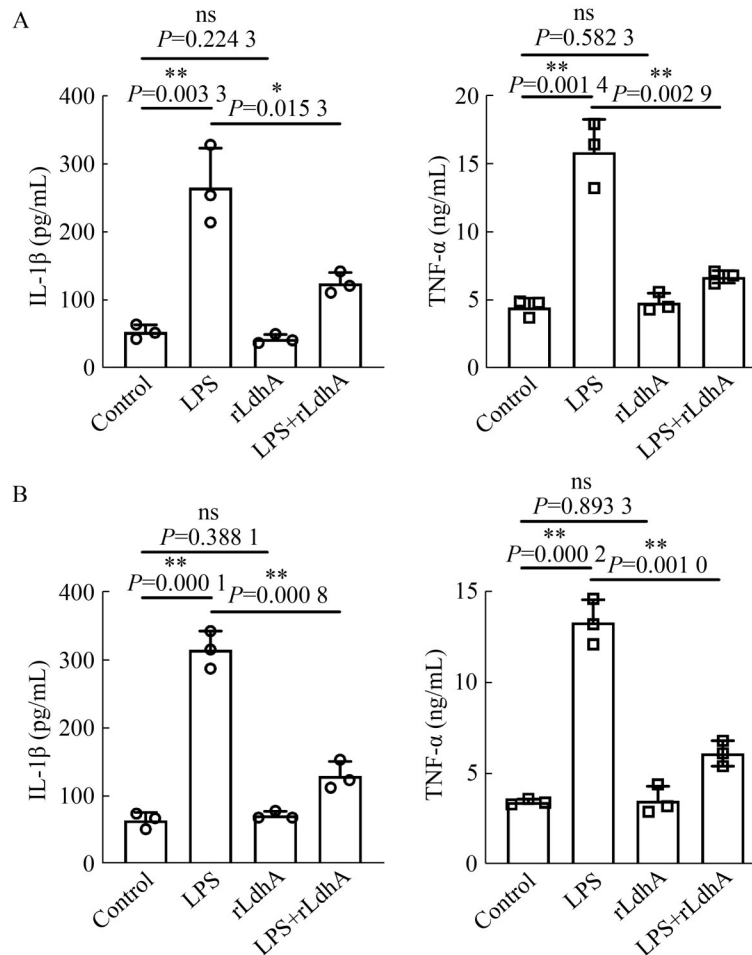 A
ns
P=0.224 3
**
P=0.003 3
*
P=0.015 3
400
300
200
100
0
IL-1β (pg/mL)
Control
LPS
rLdhA
LPS+rLdhA
ns
P=0.582 3
**
P=0.001 4
**
P=0.002 9
20
15
10
5
0
TNF-α (ng/mL)
Control
LPS
rLdhA
LPS+rLdhA
B
ns
P=0.388 1
**
P=0.000 1
**
P=0.000 8
400
300
200
100
0
IL-1β (pg/mL)
Control
LPS
rLdhA
LPS+rLdhA
ns
P=0.893 3
**
P=0.000 2
**
P=0.001 0
15
10
5
0
TNF-α (ng/mL)
Control
LPS
rLdhA
LPS+rLdhA